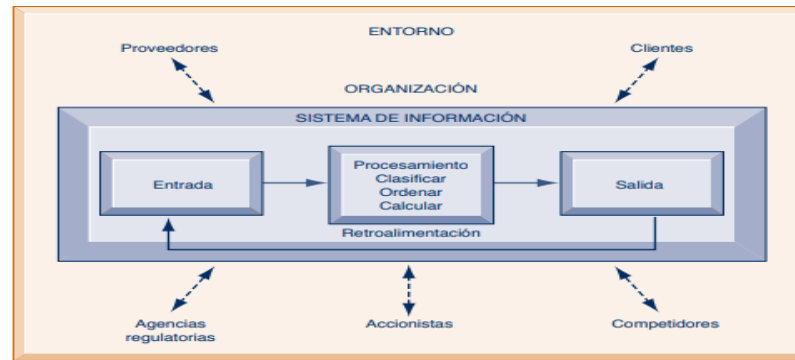 ENTORNO
Proveedores
Clientes
ORGANIZACIÓN
SISTEMA DE INFORMACIÓN
Entrada
Procesamiento
Clasificar
Ordenar
Calcular
Salida
Retroalimentación
Agencias
regulatorias
Accionistas
Competidores